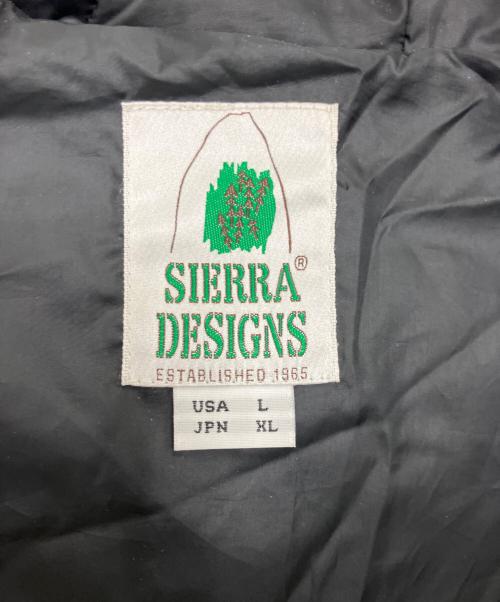 SIERRA®
DESIGNS
ESTABLISHED 1965.
USA L
JPN XL